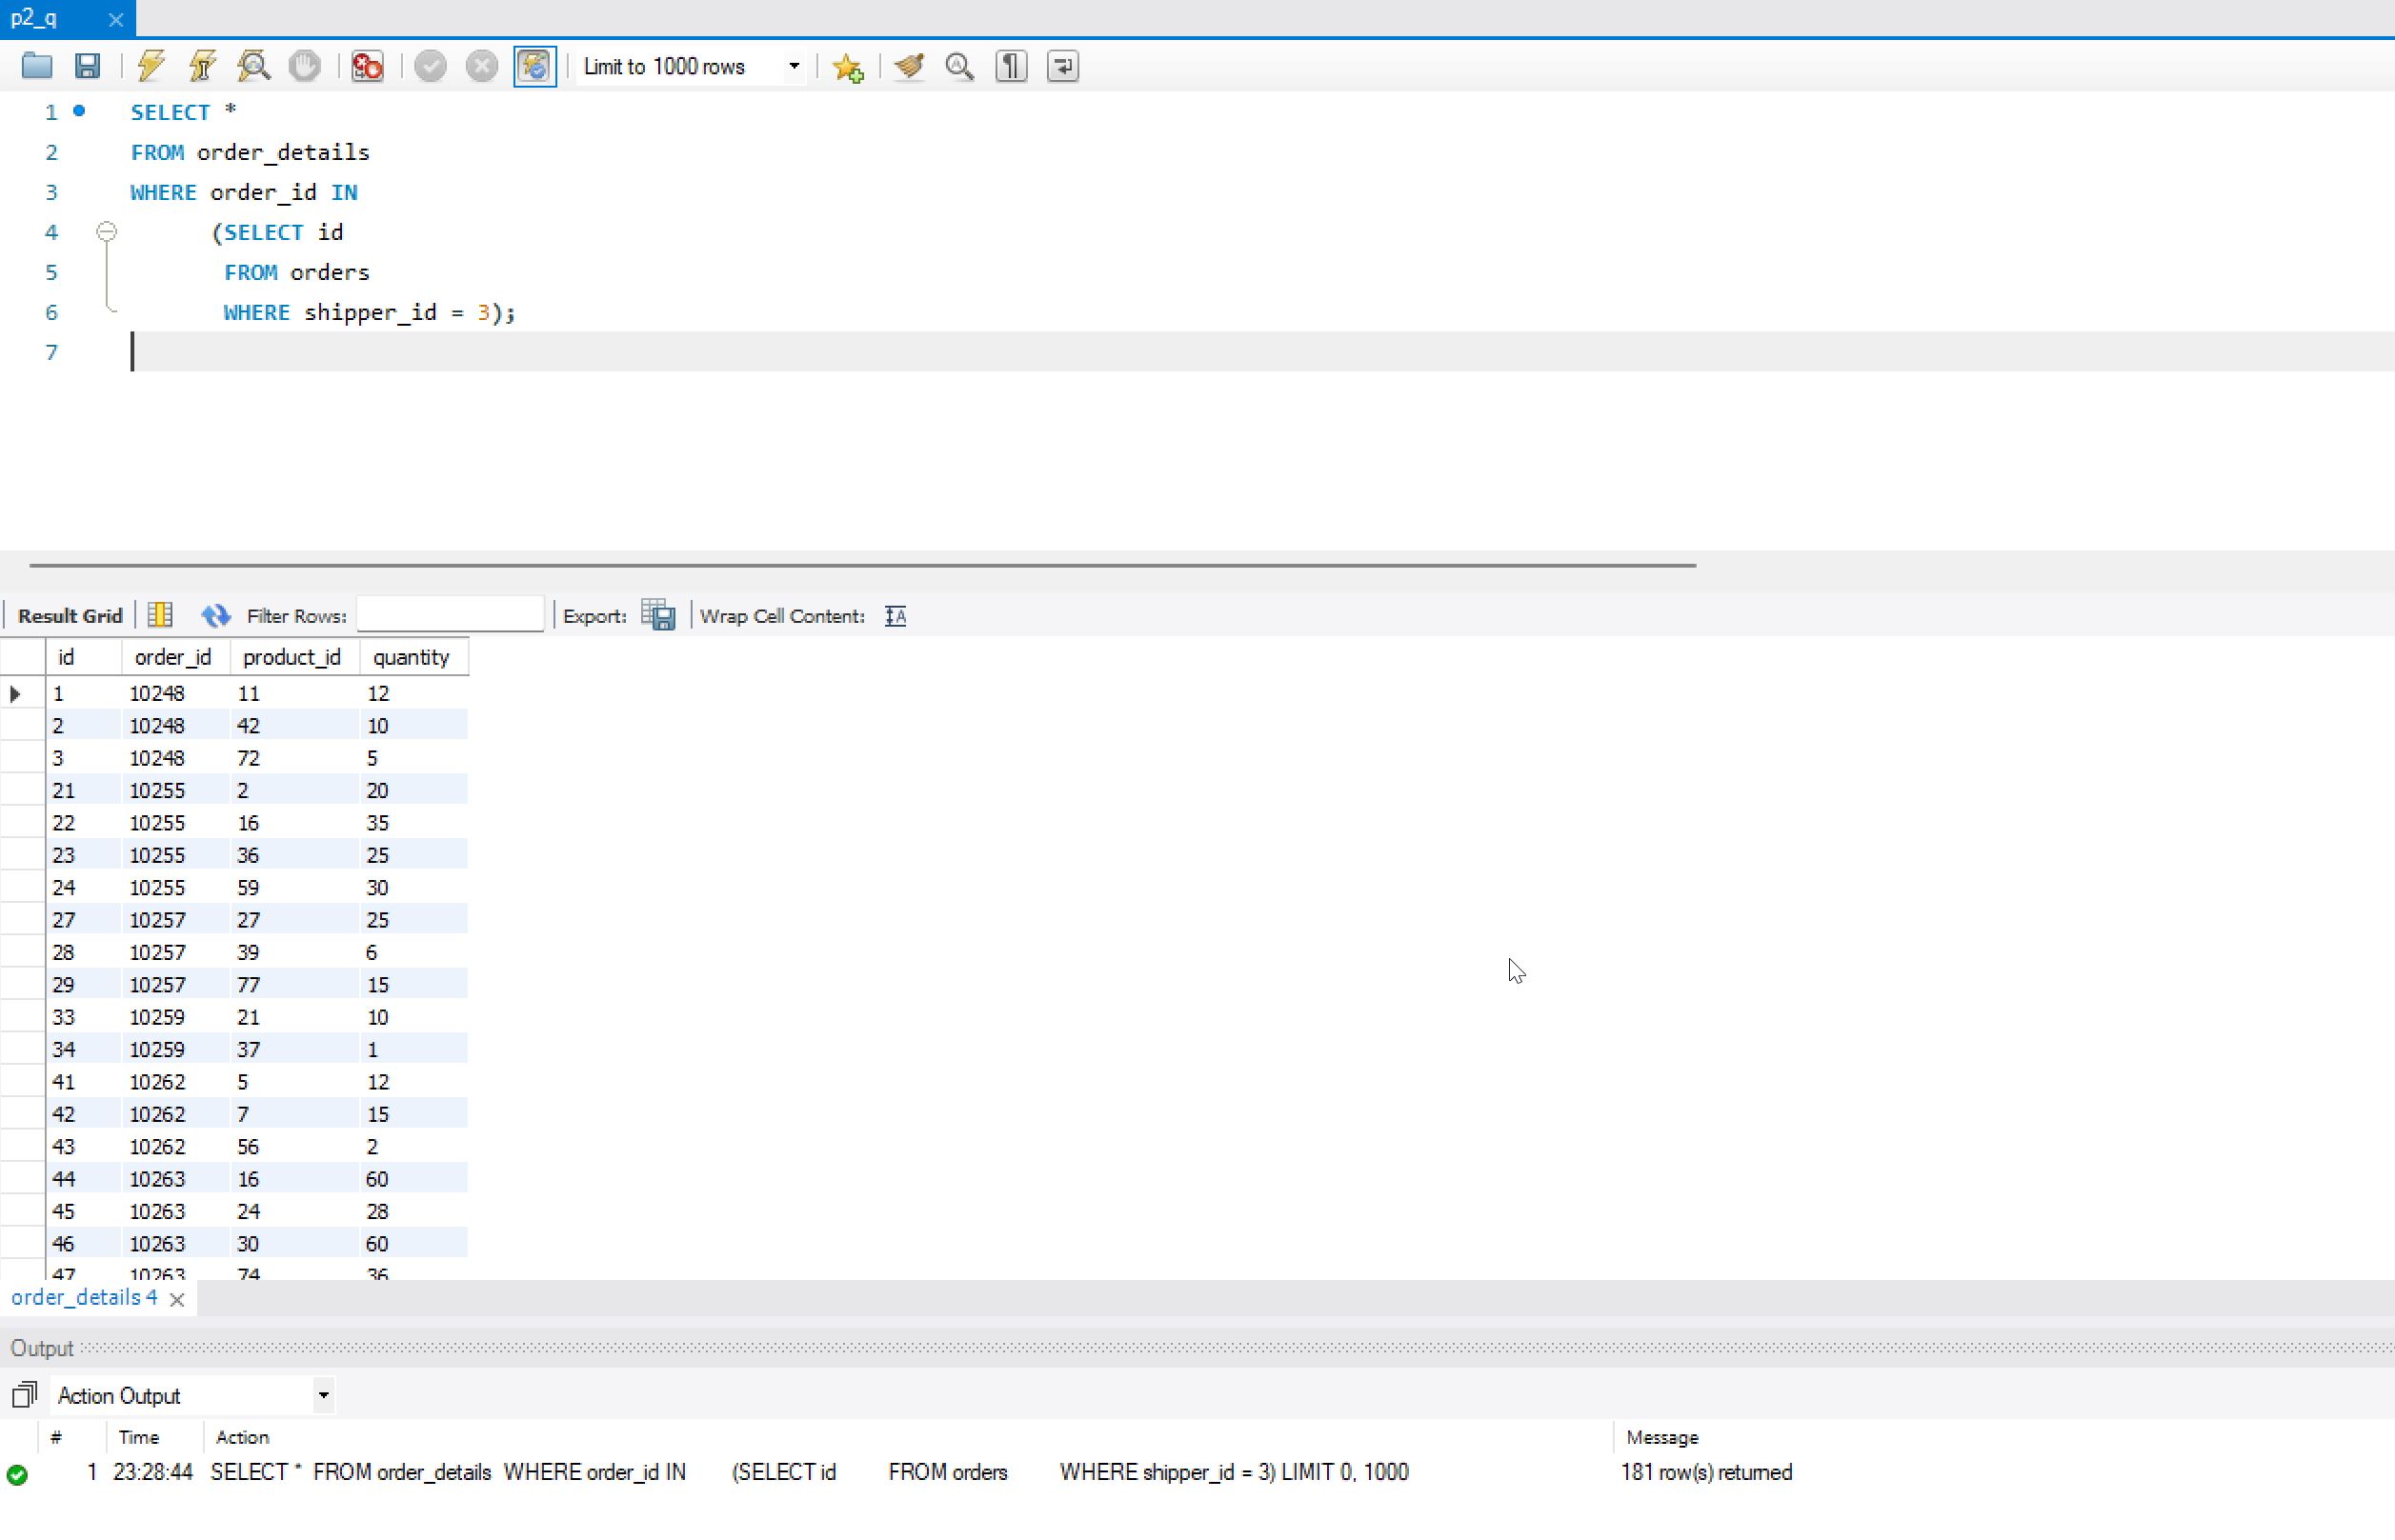 p2_q
Limit to 1000 rows
1 SELECT *
2 FROM order_details
3 WHERE order_id IN
4 (SELECT id
5 FROM orders
6 WHERE shipper_id = 3);
7
Result Grid Filter Rows: Export: Wrap Cell Content:
id order_id product_id quantity
1 10248 11 12
2 10248 42 10
3 10248 72 5
21 10255 2 20
22 10255 16 35
23 10255 36 25
24 10255 59 30
27 10257 27 25
28 10257 39 6
29 10257 77 15
33 10259 21 10
34 10259 37 1
41 10262 5 12
42 10262 7 15
43 10262 56 2
44 10263 16 60
45 10263 24 28
46 10263 30 60
47 10263 74 36
order_details 4
Output
Action Output
# Time Action Message
1 23:28:44 SELECT * FROM order_details WHERE order_id IN (SELECT id FROM orders WHERE shipper_id = 3) LIMIT 0, 1000 181 row(s) returned